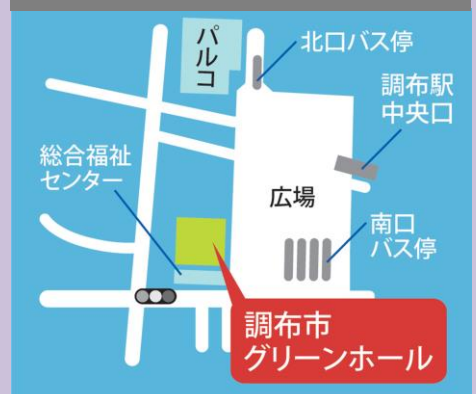 パルコ
北口バス停
調布駅
中央口
総合福祉
センター
広場
南口
バス停
調布市
グリーンホール